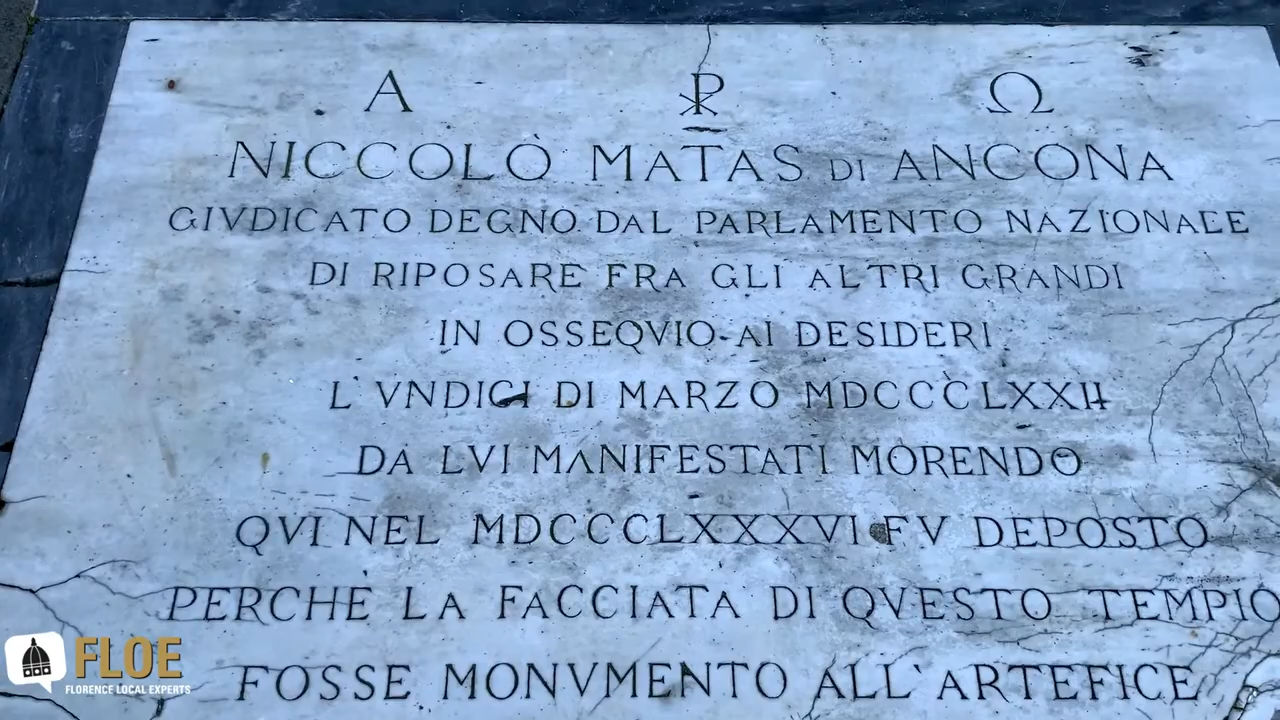 Α ☧ Ω
NICCOLÒ MATAS DI ANCONA
GIVDICATO DEGNO DAL PARLAMENTO NAZIONALE
DI RIPOSARE FRA GLI ALTRI GRANDI
IN OSSEQVIO AI DESIDERI
L' VNDICI DI MARZO MDCCCLXXII
DA LVI MANIFESTATI MORENDO
QVI NEL MDCCCLXXXVI FV DEPOSTO
PERCHE LA FACCIATA DI QVESTO TEMPIO
FOSSE MONVMENTO ALL' ARTEFICE
FLOE
FLORENCE LOCAL EXPERTS